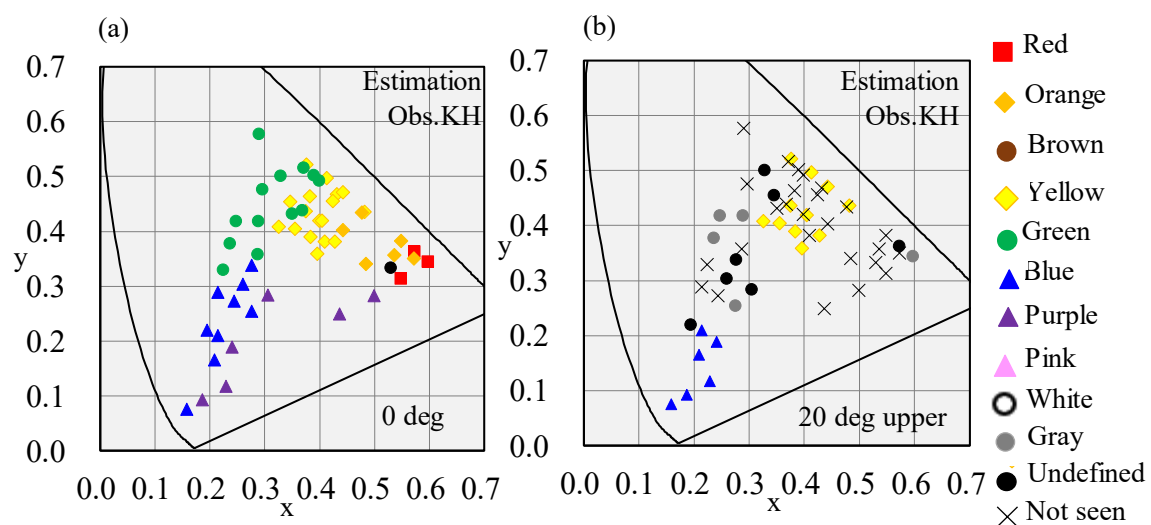 (a)
Estimation
Obs.KH
0.7
0.6
0.5
0.4
y
0.3
0.2
0.1
0.0
0 deg
0.0 0.1 0.2 0.3 0.4 0.5 0.6 0.7
x
(b)
Estimation
Obs.KH
0.7
0.6
0.5
0.4
y
0.3
0.2
0.1
0.0
20 deg upper
0.0 0.1 0.2 0.3 0.4 0.5 0.6 0.7
x
Red
Orange
Brown
Yellow
Green
Blue
Purple
Pink
White
Gray
Undefined
Not seen